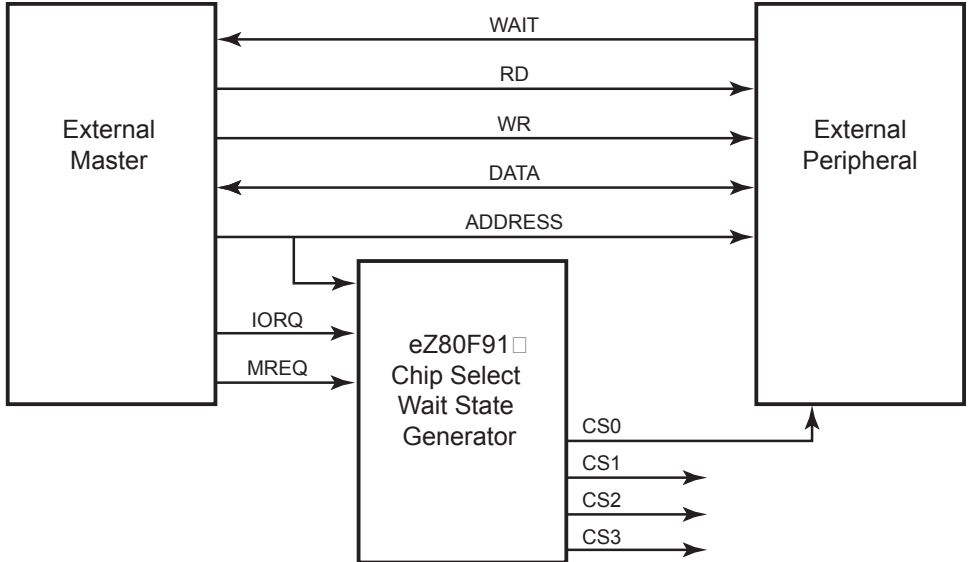 WAIT
RD
External
Master
WR
External
Peripheral
DATA
ADDRESS
IORQ
MREQ
eZ80F91□
Chip Select
Wait State
Generator
CS0
CS1
CS2
CS3